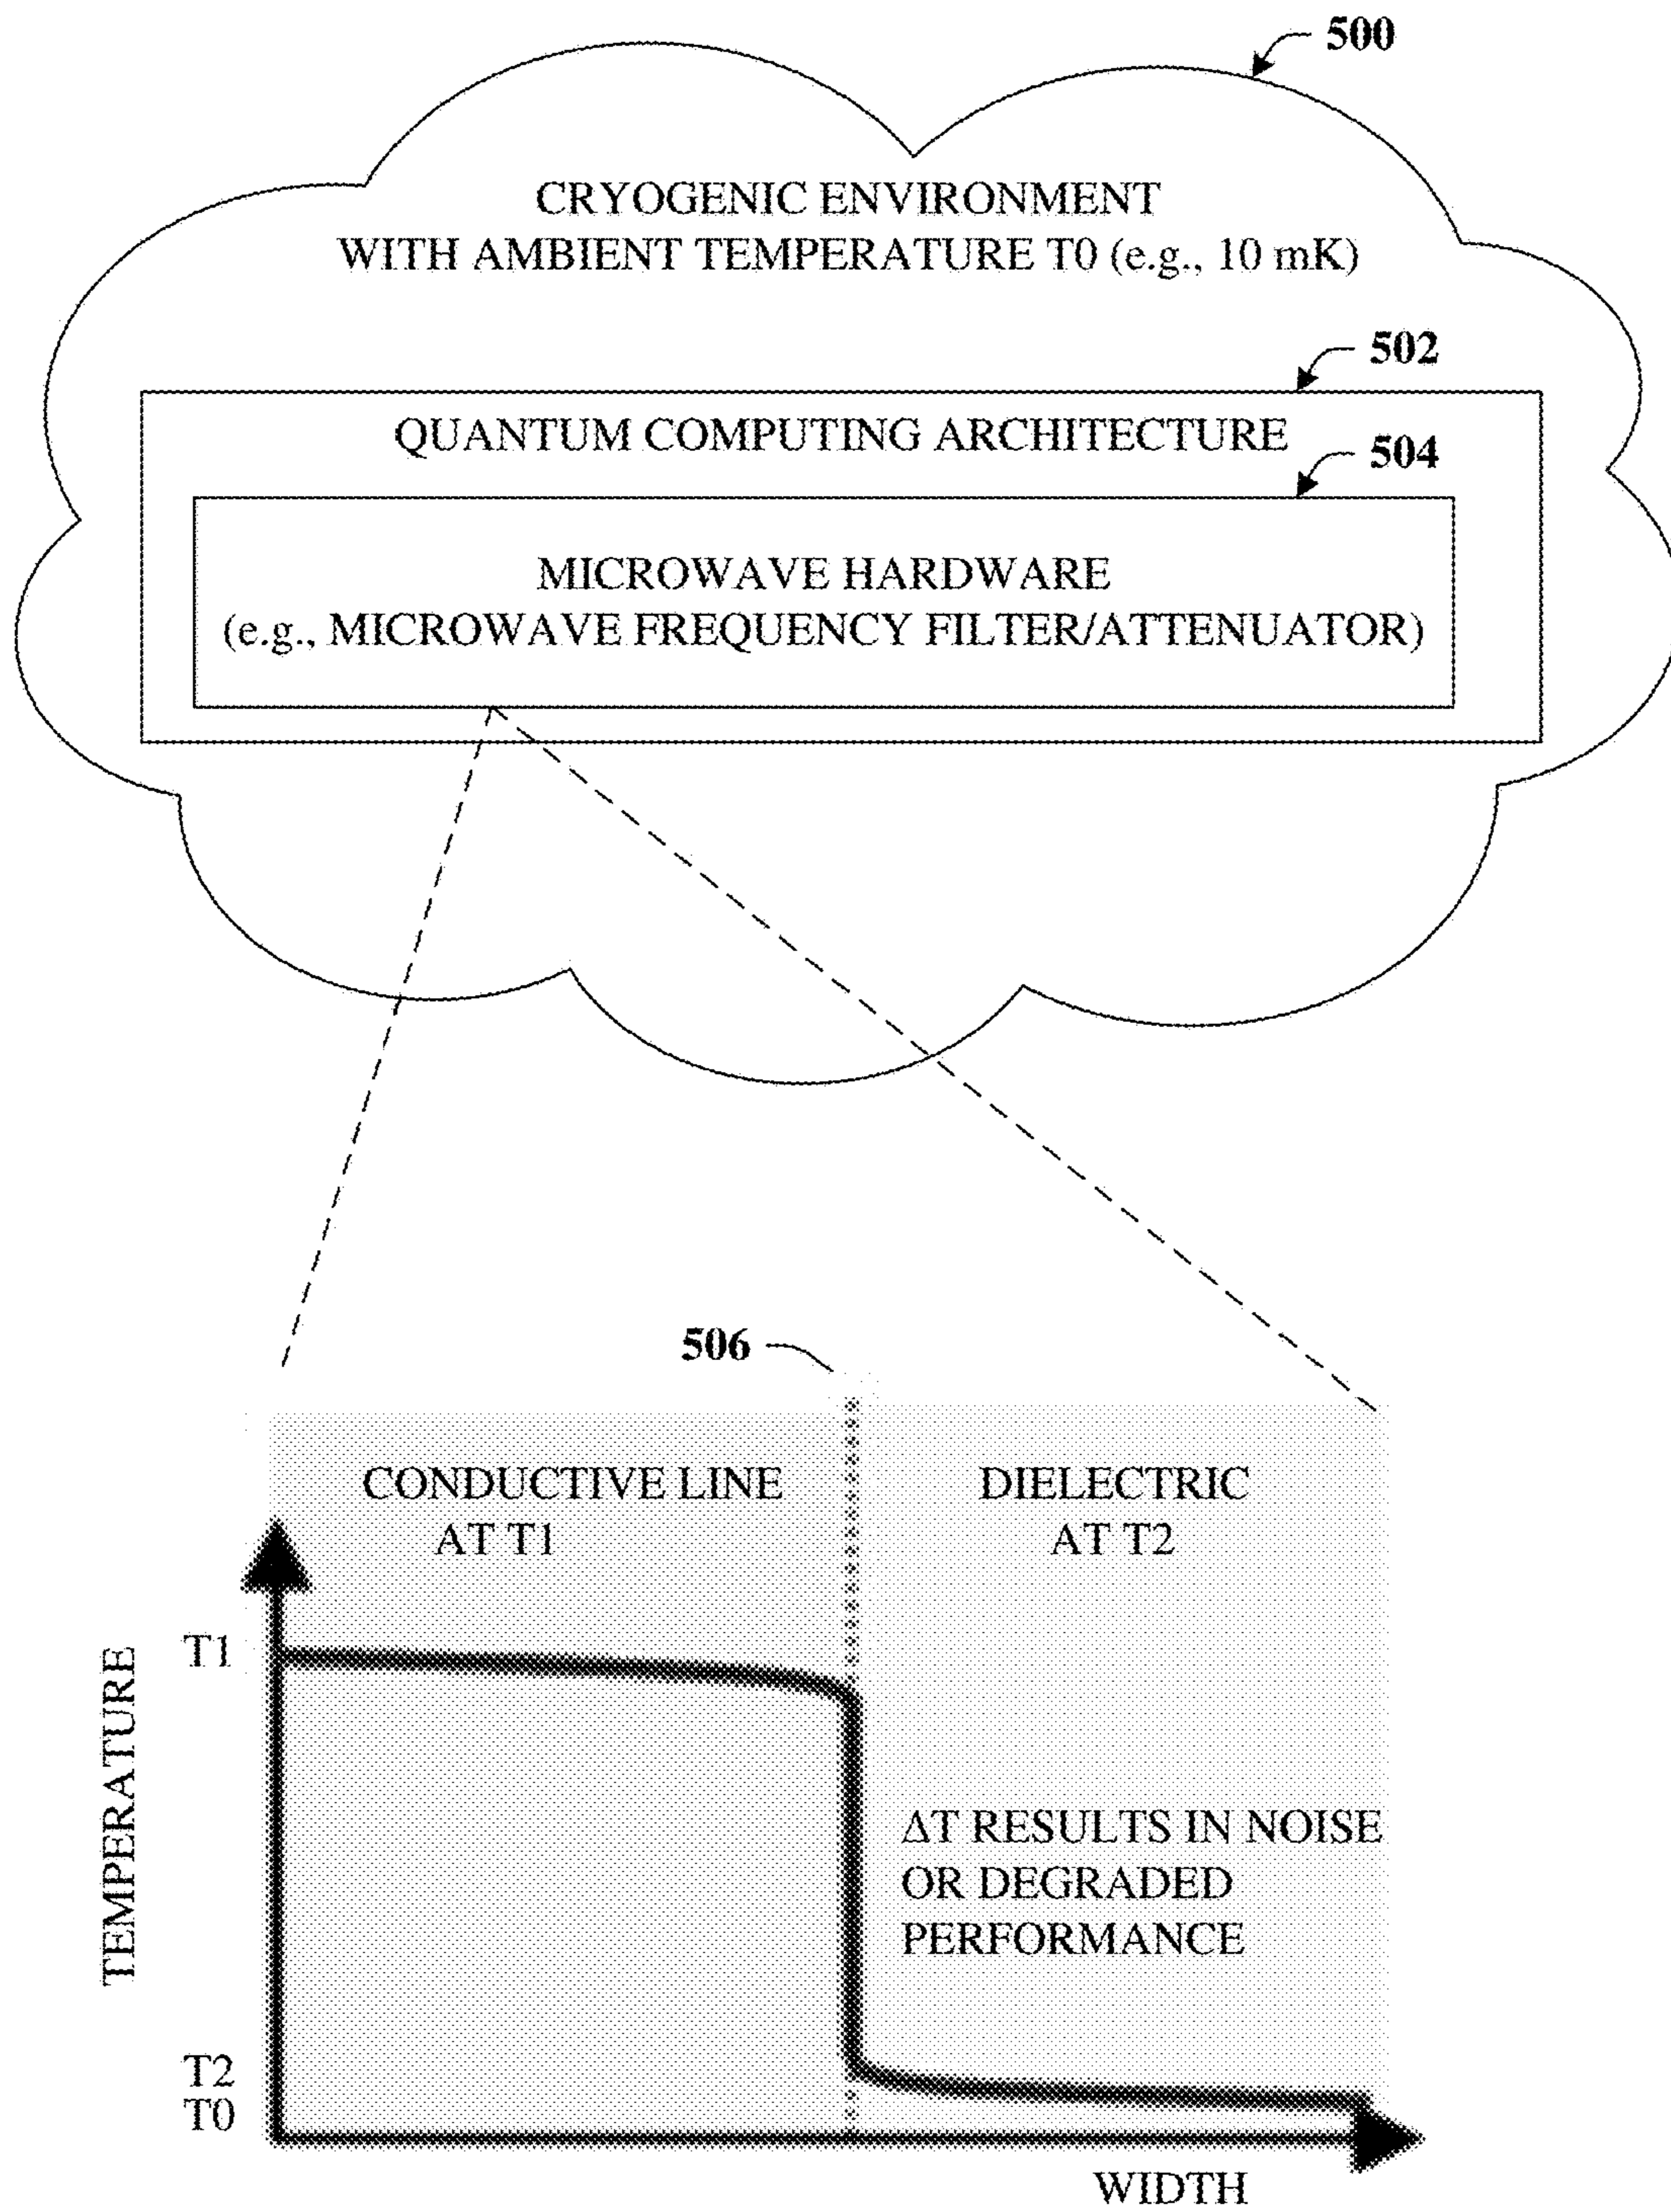 500
CRYOGENIC ENVIRONMENT
WITH AMBIENT TEMPERATURE T0 (e.g., 10 mK)
502
QUANTUM COMPUTING ARCHITECTURE
504
MICROWAVE HARDWARE
(e.g., MICROWAVE FREQUENCY FILTER/ATTENUATOR)
506
CONDUCTIVE LINE
AT T1
DIELECTRIC
AT T2
TEMPERATURE
T1
ΔT RESULTS IN NOISE
OR DEGRADED
PERFORMANCE
T2
T0
WIDTH